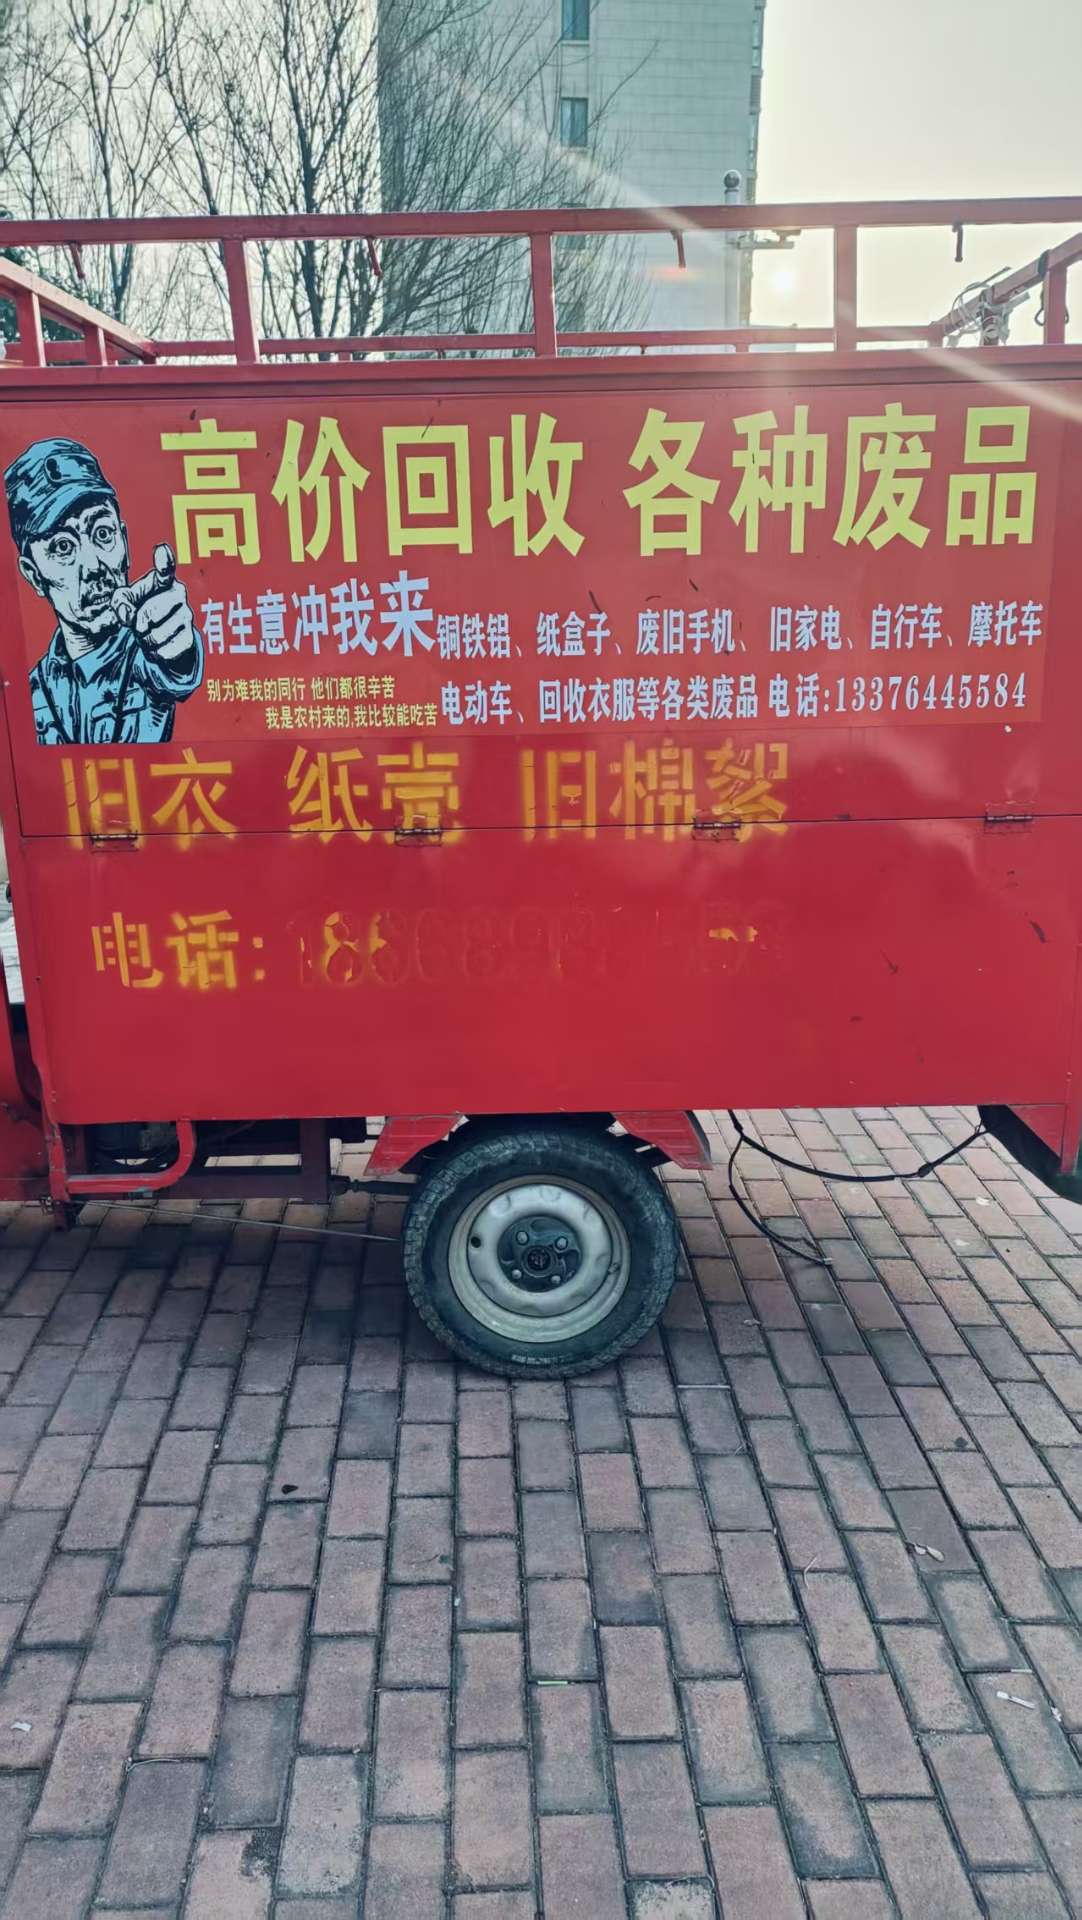 高价回收 各种废品
有生意冲我来
铜铁铝、纸盒子、废旧手机、旧家电、自行车、摩托车
别为难我的同行 他们都很辛苦
我是农村来的,我比较能吃苦
电动车、回收衣服等各类废品 电话:13376445584
旧衣 纸壳 旧棉絮
电话: